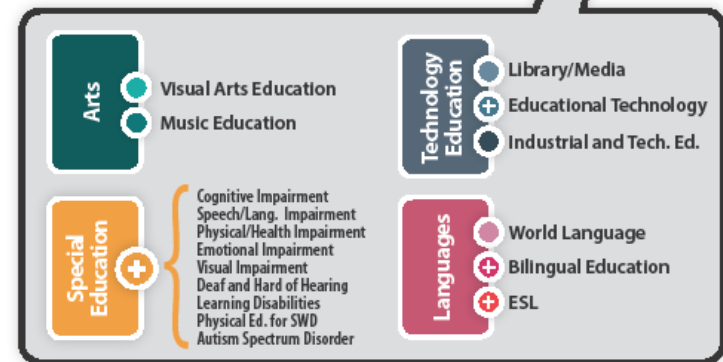 Arts
Visual Arts Education
Music Education
Technology
Education
Library/Media
Educational Technology
Industrial and Tech. Ed.
Special
Education
Cognitive Impairment
Speech/Lang. Impairment
Physical/Health Impairment
Emotional Impairment
Visual Impairment
Deaf and Hard of Hearing
Learning Disabilities
Physical Ed. for SWD
Autism Spectrum Disorder
Languages
World Language
Bilingual Education
ESL